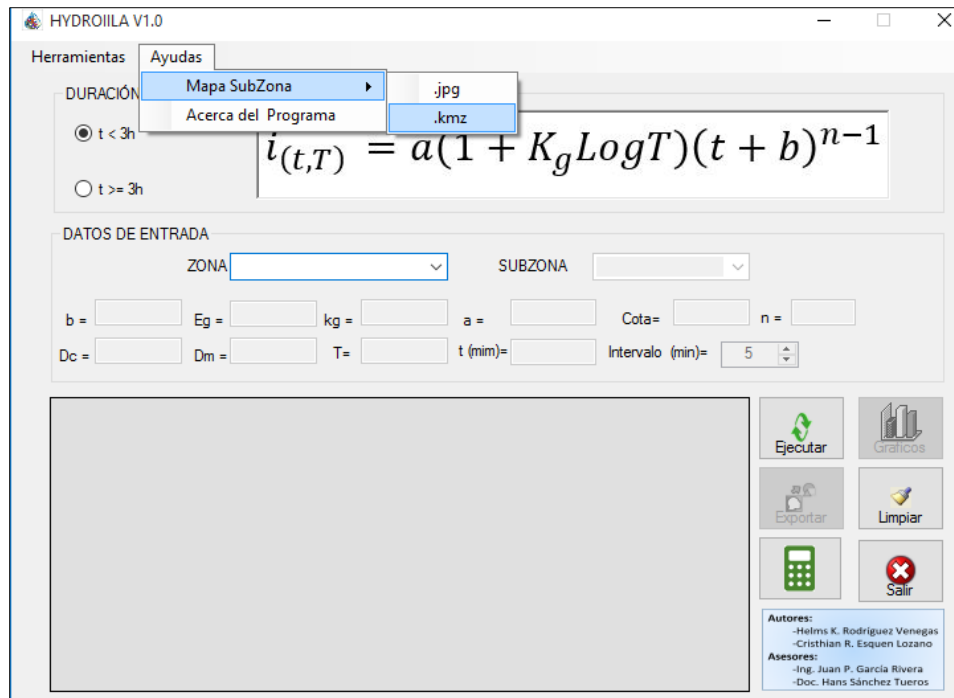 HYDROIILA V1.0
Herramientas Ayudas
Mapa SubZona .jpg
Acerca del Programa .kmz
DURACIÓN
t < 3h
t >= 3h
i(t,T) = a(1 + KgLogT)(t + b)^{n−1}
DATOS DE ENTRADA
ZONA SUBZONA
b = Eg = kg = a = Cota= n =
Dc = Dm = T= t (mim)= Intervalo (min)= 5
Ejecutar Graficos
Exportar Limpiar
Salir
Autores:
-Helms K. Rodríguez Venegas
-Cristhian R. Esquen Lozano
Asesores:
-Ing. Juan P. García Rivera
-Doc. Hans Sánchez Tueros